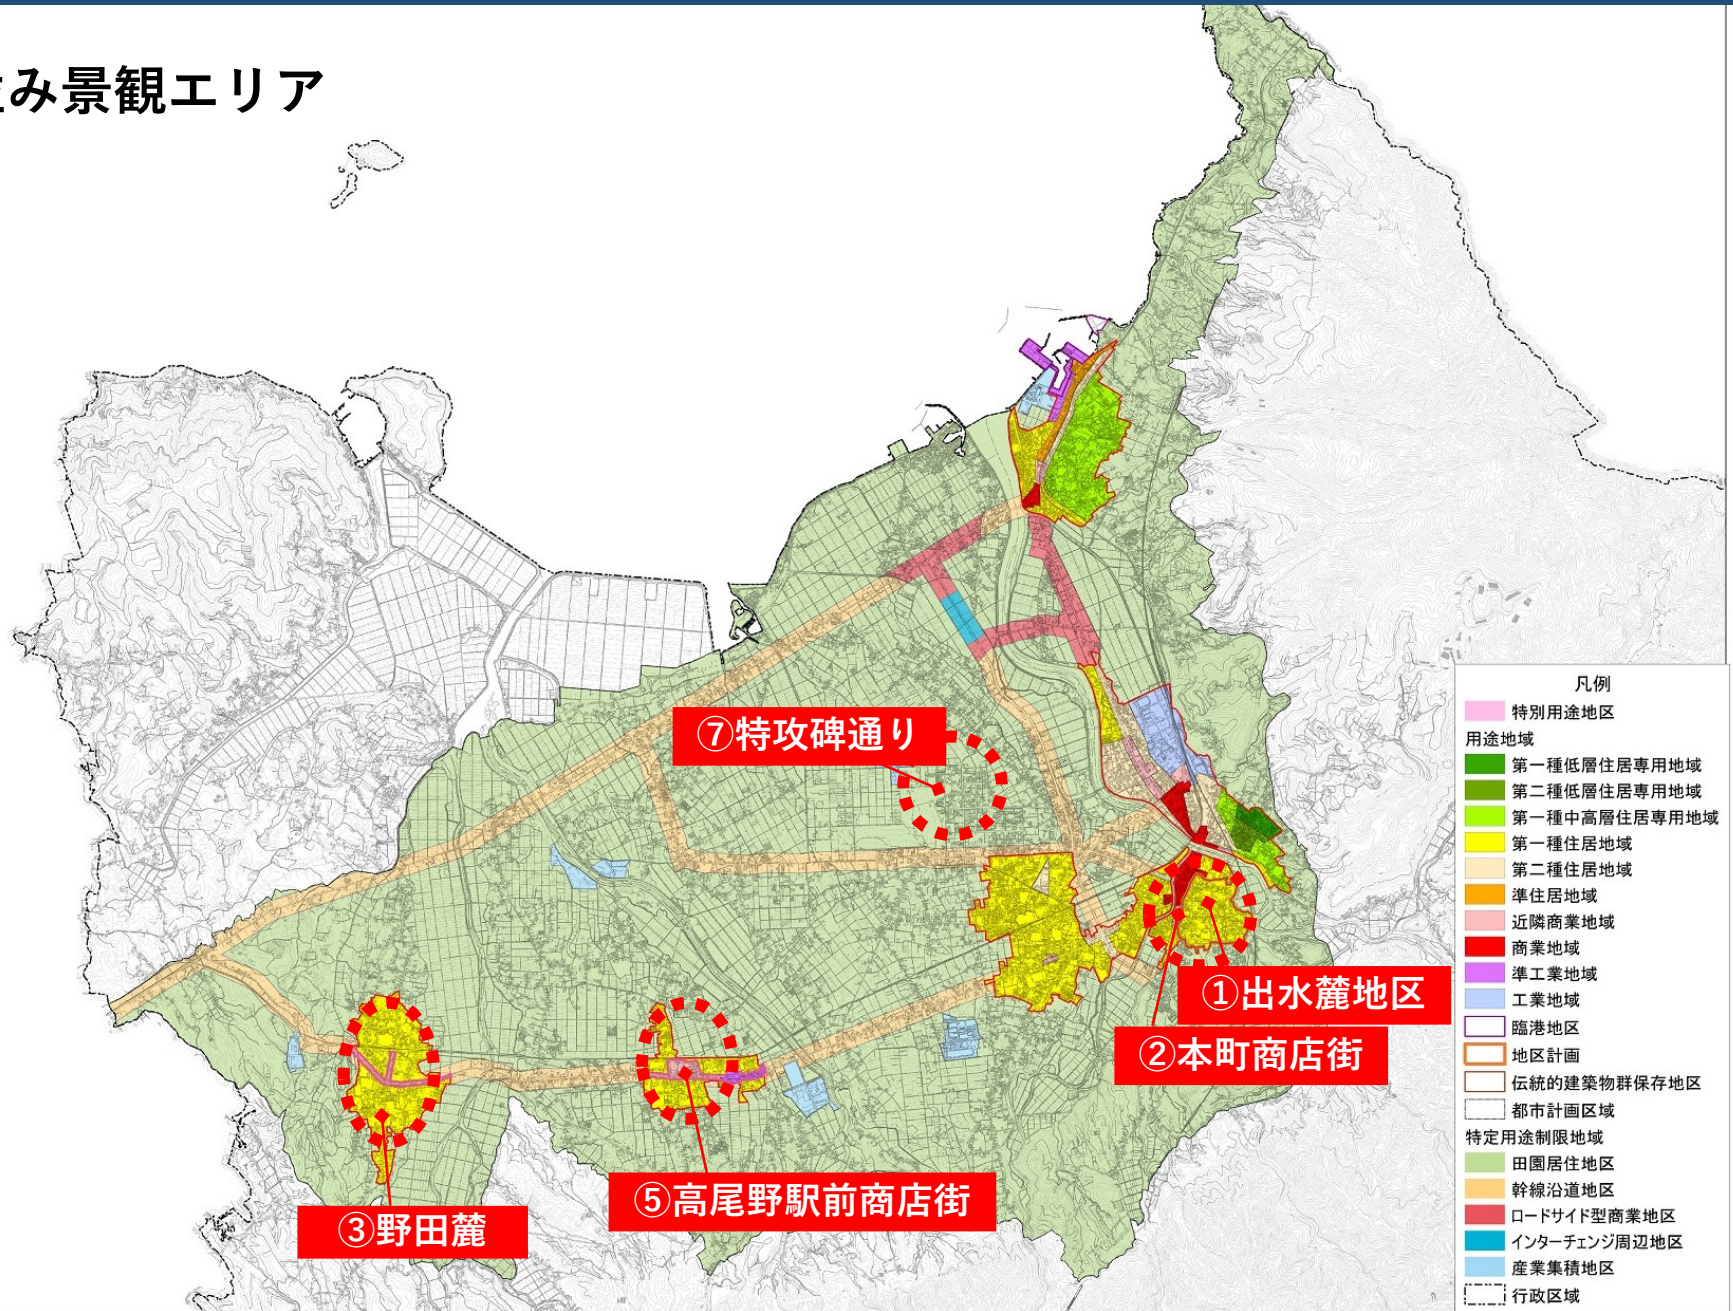 み景観エリア
⑦特攻碑通り
①出水麓地区
②本町商店街
⑤高尾野駅前商店街
③野田麓
凡例
特別用途地区
用途地域
第一種低層住居専用地域
第二種低層住居専用地域
第一種中高層住居専用地域
第一種住居地域
第二種住居地域
準住居地域
近隣商業地域
商業地域
準工業地域
工業地域
臨港地区
地区計画
伝統的建築物群保存地区
都市計画区域
特定用途制限地域
田園居住地区
幹線沿道地区
ロードサイド型商業地区
インターチェンジ周辺地区
産業集積地区
行政区域